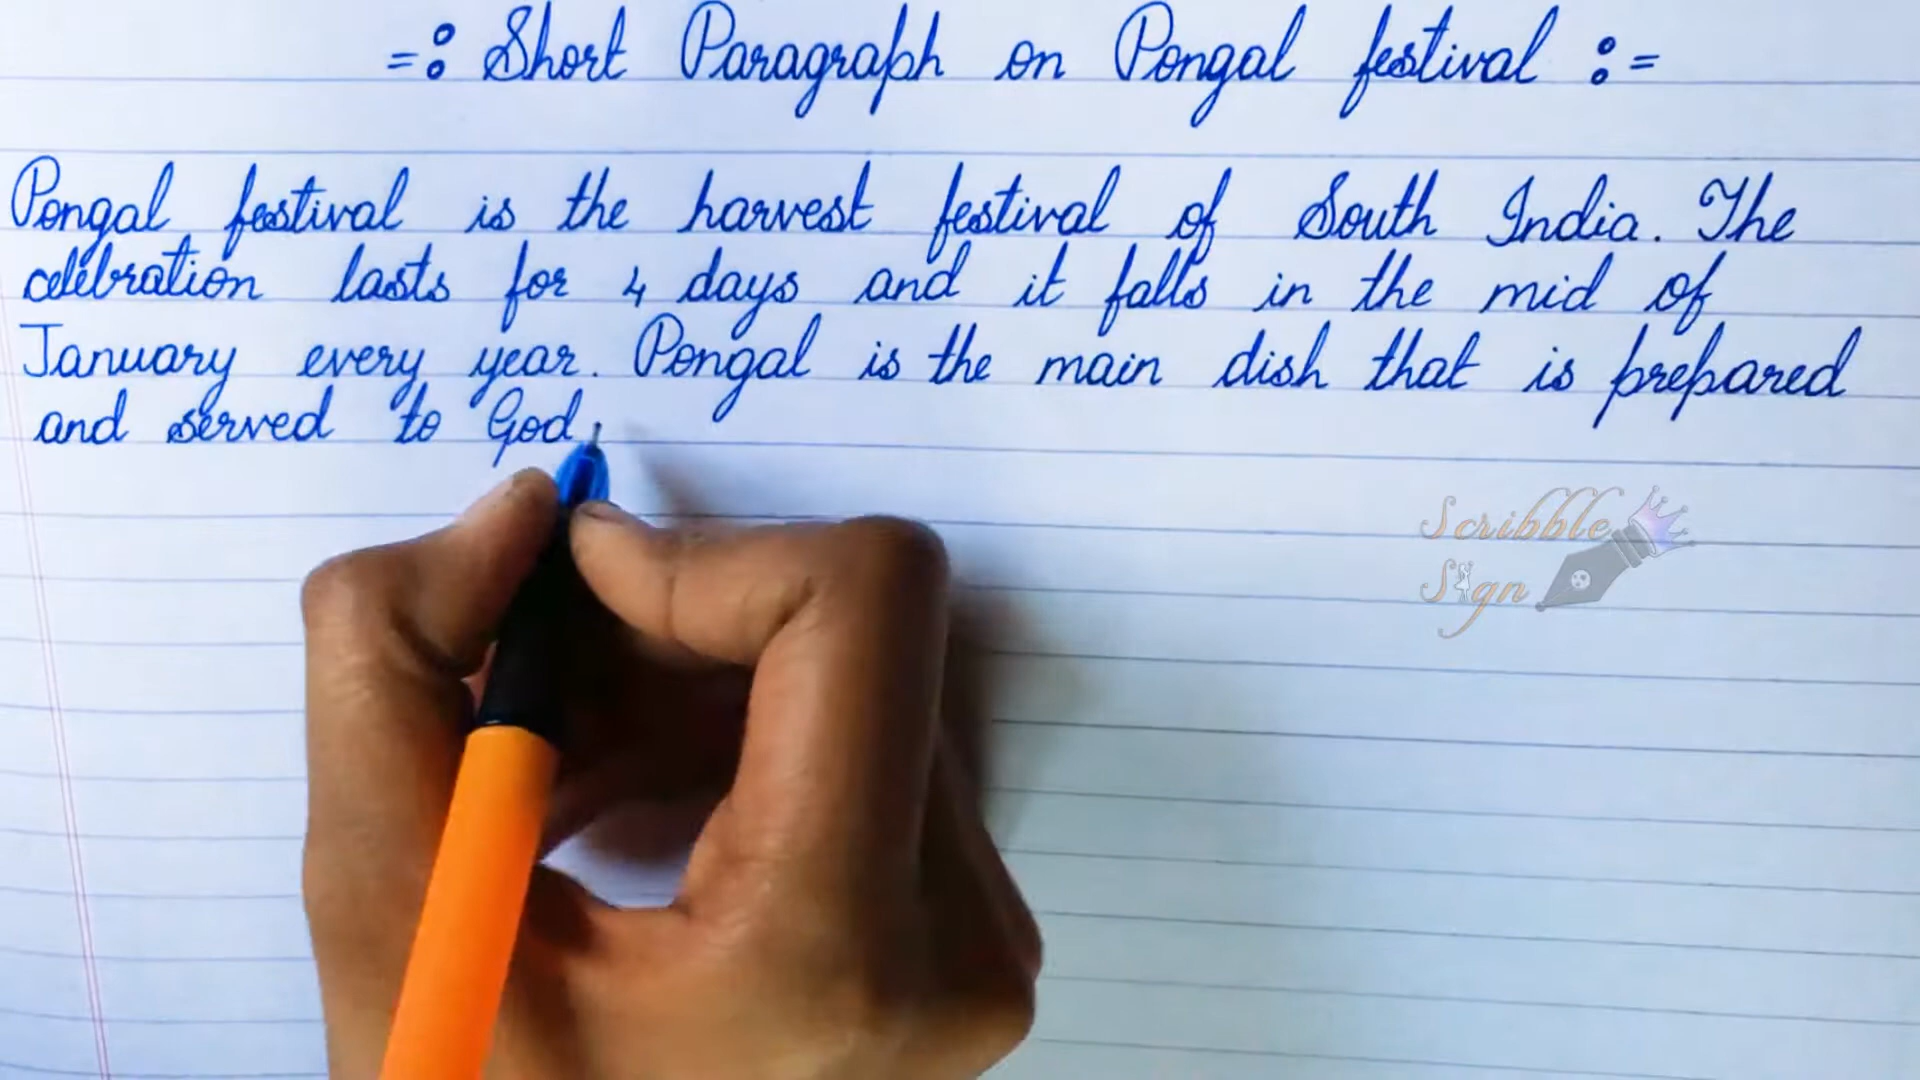 =: Short Paragraph on Pongal festival :=
Pongal festival is the harvest festival of South India. The
celebration lasts for 4 days and it falls in the mid of
January every year. Pongal is the main dish that is prepared
and served to God.
Scribble
Sign